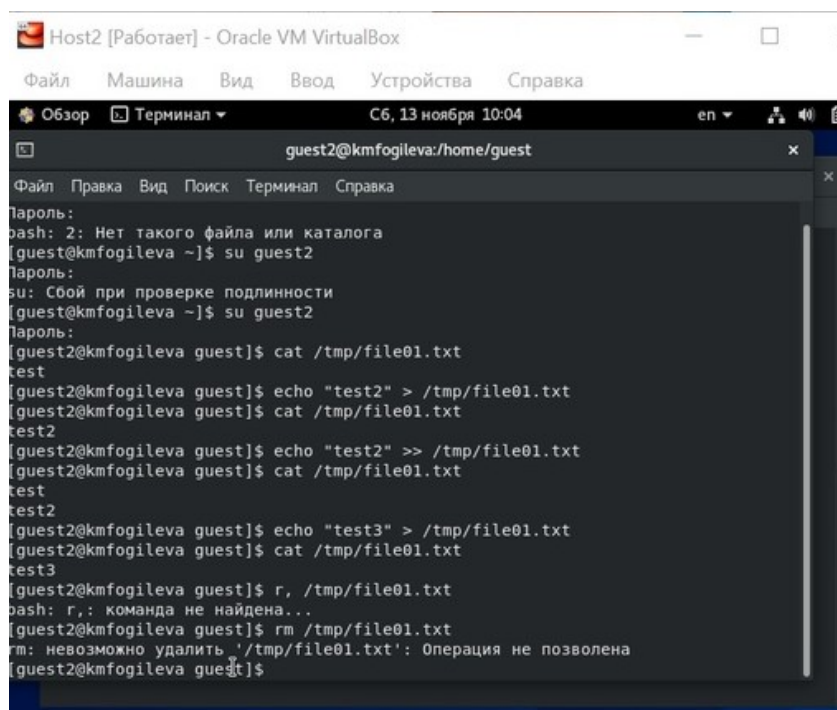 Host2 [Работает] - Oracle VM VirtualBox
Файл Машина Вид Ввод Устройства Справка
Обзор Терминал Сб, 13 ноября 10:04 en
guest2@kmfogileva:/home/guest
Файл Правка Вид Поиск Терминал Справка
Пароль:
bash: 2: Нет такого файла или каталога
[guest@kmfogileva ~]$ su guest2
Пароль:
su: Сбой при проверке подлинности
[guest@kmfogileva ~]$ su guest2
Пароль:
[guest2@kmfogileva guest]$ cat /tmp/file01.txt
test
[guest2@kmfogileva guest]$ echo "test2" > /tmp/file01.txt
[guest2@kmfogileva guest]$ cat /tmp/file01.txt
test2
[guest2@kmfogileva guest]$ echo "test2" >> /tmp/file01.txt
[guest2@kmfogileva guest]$ cat /tmp/file01.txt
test
test2
[guest2@kmfogileva guest]$ echo "test3" > /tmp/file01.txt
[guest2@kmfogileva guest]$ cat /tmp/file01.txt
test3
[guest2@kmfogileva guest]$ r, /tmp/file01.txt
bash: r,: команда не найдена...
[guest2@kmfogileva guest]$ rm /tmp/file01.txt
rm: невозможно удалить '/tmp/file01.txt': Операция не позволена
[guest2@kmfogileva guest]$